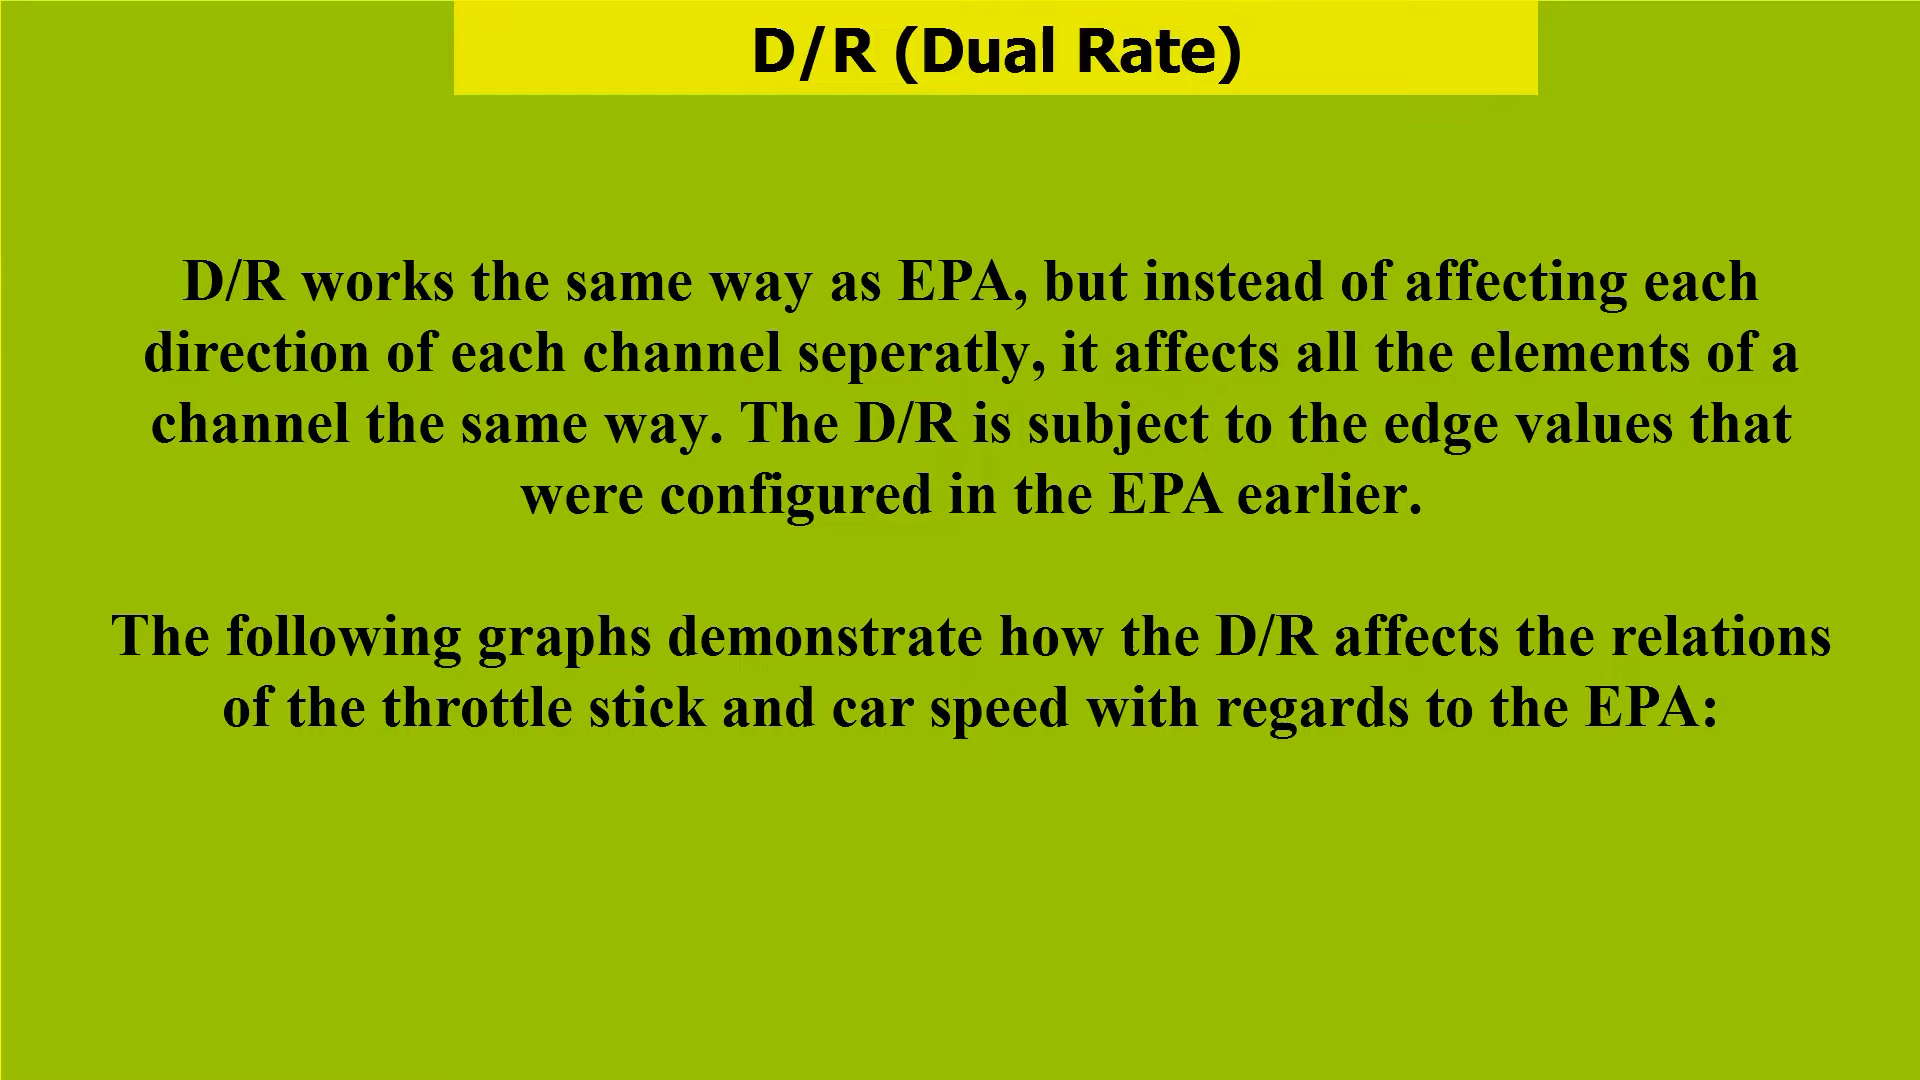 D/R (Dual Rate)
D/R works the same way as EPA, but instead of affecting each
direction of each channel seperatly, it affects all the elements of a
channel the same way. The D/R is subject to the edge values that
were configured in the EPA earlier.
The following graphs demonstrate how the D/R affects the relations
of the throttle stick and car speed with regards to the EPA: